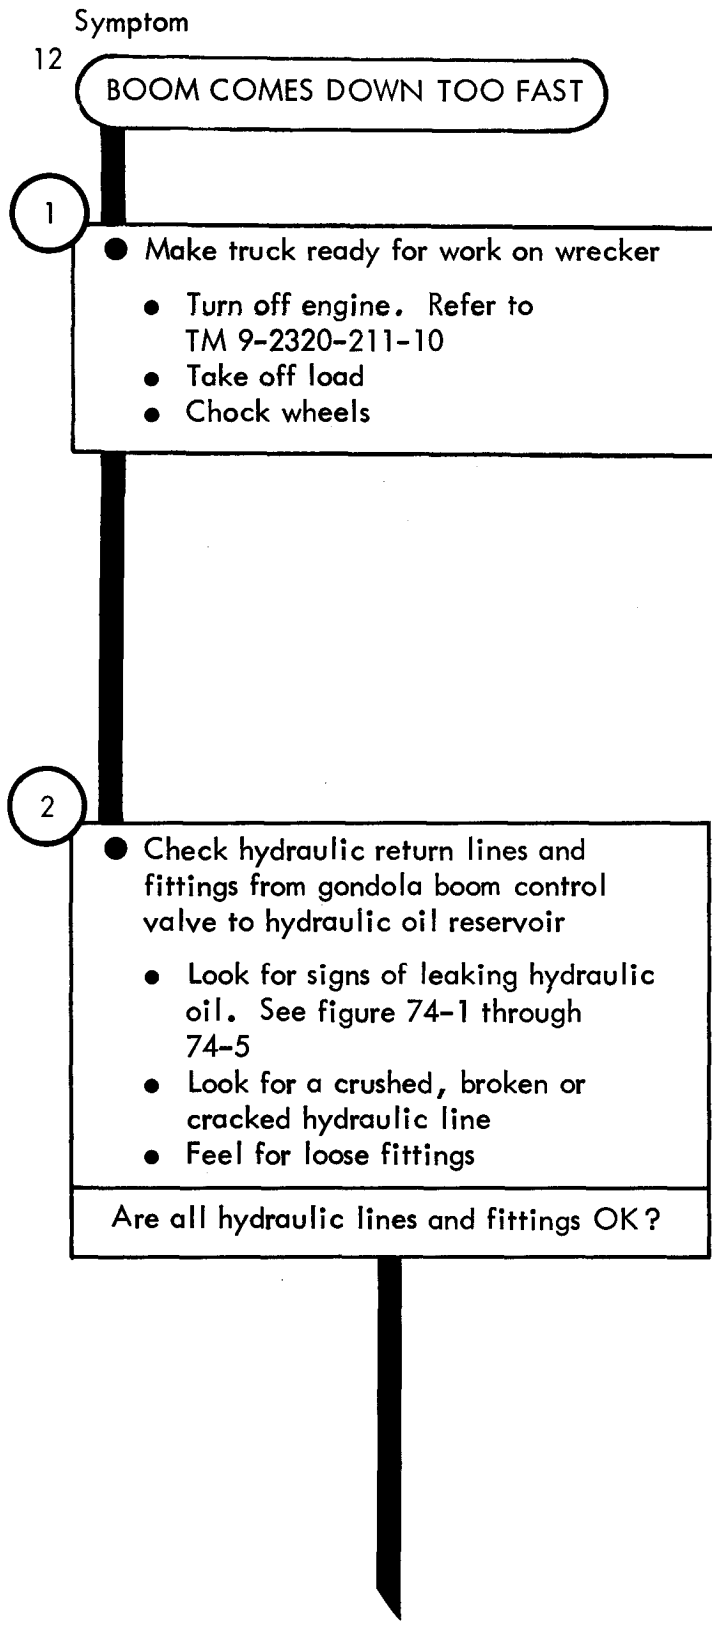 Symptom
12
BOOM COMES DOWN TOO FAST
1
● Make truck ready for work on wrecker
● Turn off engine. Refer to
TM 9-2320-211-10
● Take off load
● Chock wheels
2
● Check hydraulic return lines and
fittings from gondola boom control
valve to hydraulic oil reservoir
● Look for signs of leaking hydraulic
oil. See figure 74-1 through
74-5
● Look for a crushed, broken or
cracked hydraulic line
● Feel for loose fittings
Are all hydraulic lines and fittings OK?